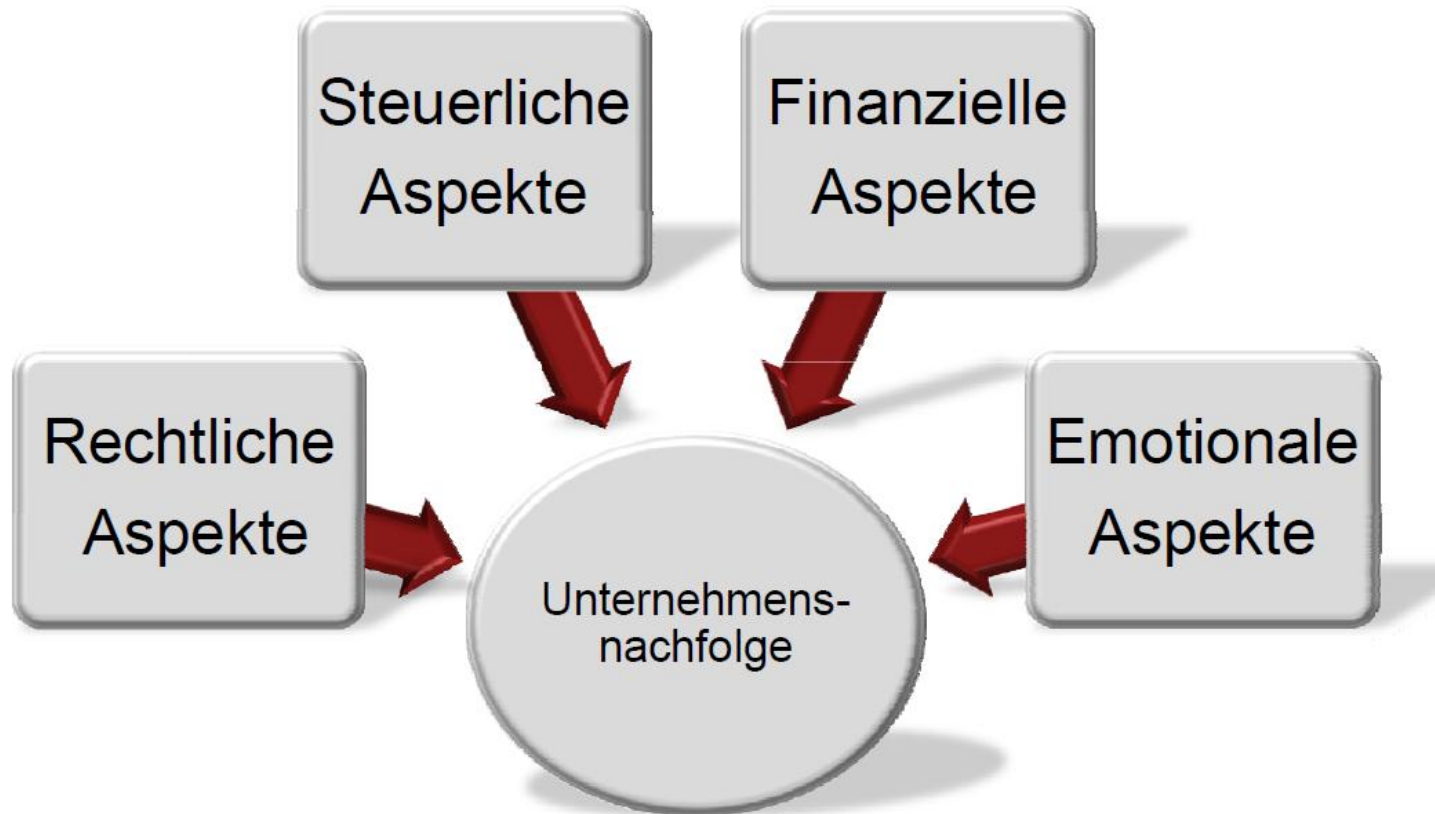 Steuerliche
Aspekte
Finanzielle
Aspekte
Rechtliche
Aspekte
Emotionale
Aspekte
Unternehmens-
nachfolge